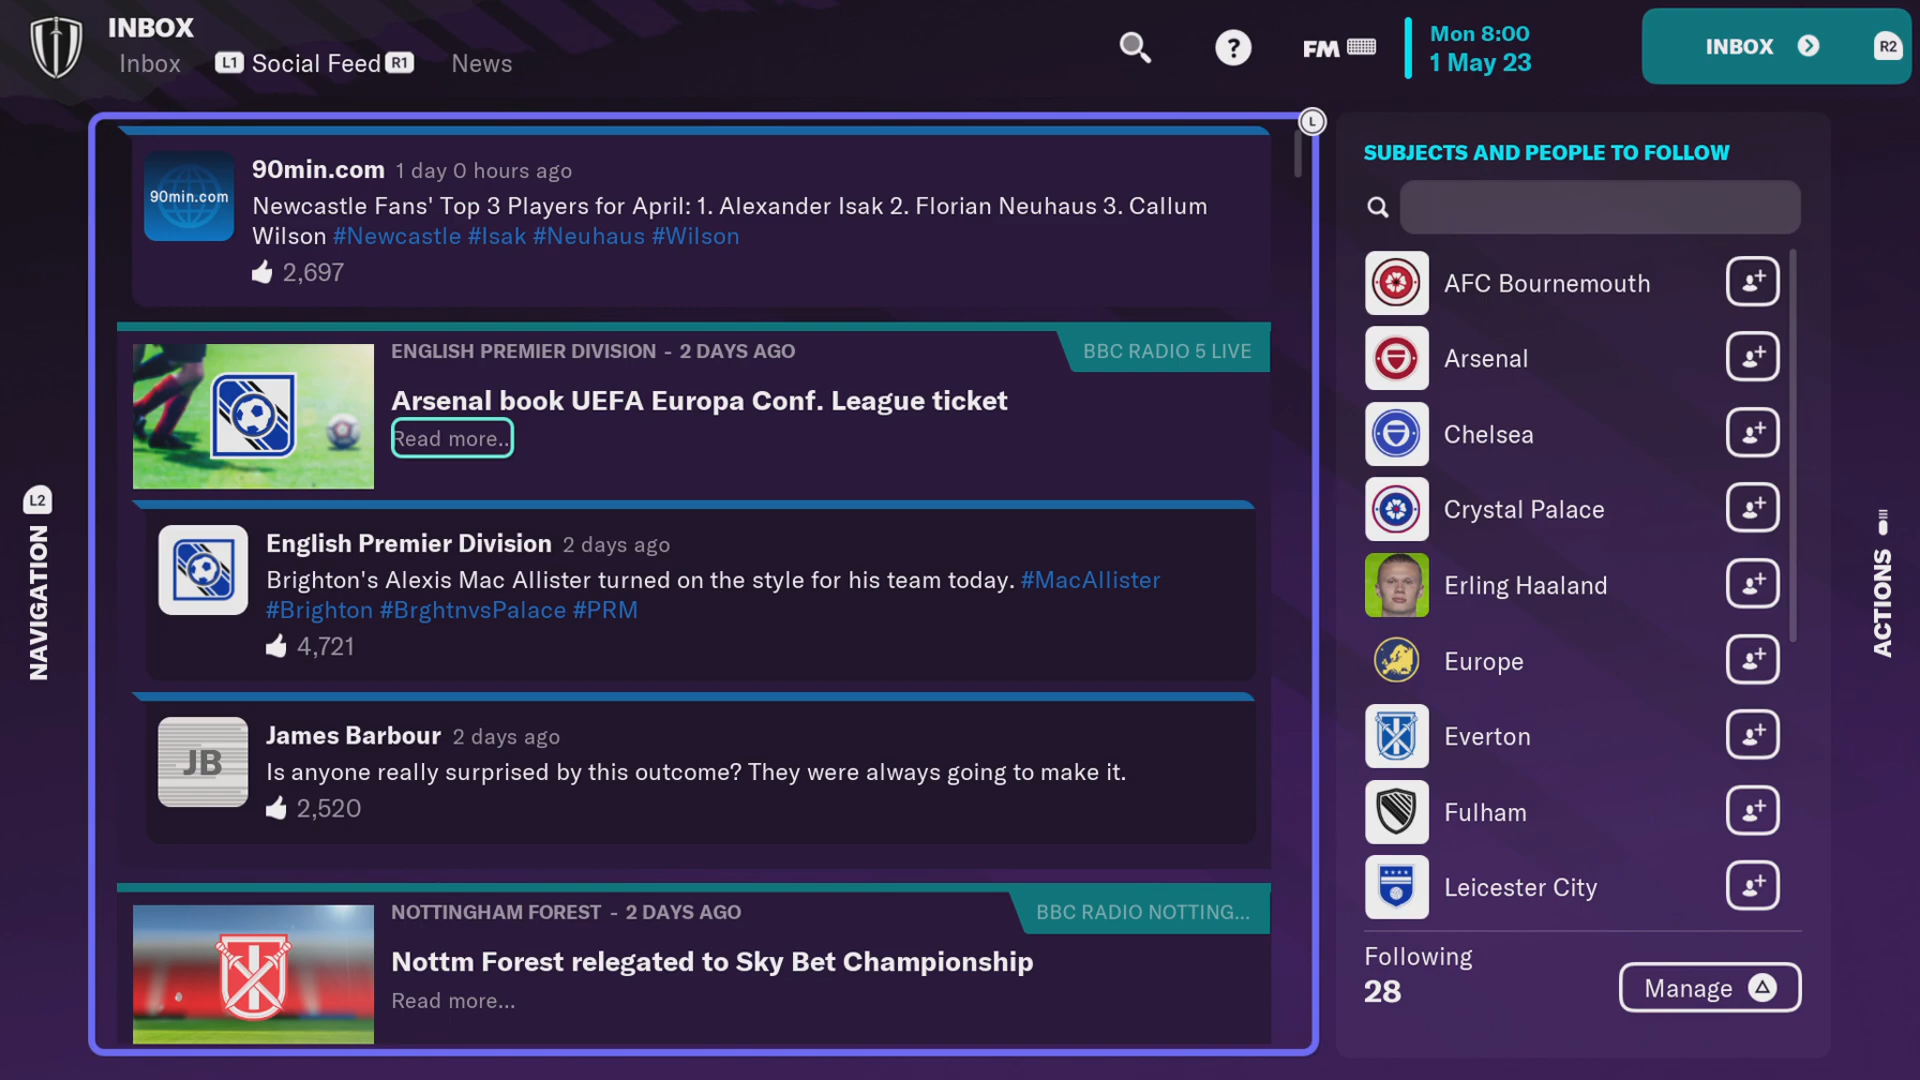 INBOX
Inbox L1 Social Feed R1 News
FM
Mon 8:00
1 May 23
INBOX R2
L
90min.com
90min.com 1 day 0 hours ago
Newcastle Fans' Top 3 Players for April: 1. Alexander Isak 2. Florian Neuhaus 3. Callum
Wilson #Newcastle #Isak #Neuhaus #Wilson
2,697
ENGLISH PREMIER DIVISION - 2 DAYS AGO
BBC RADIO 5 LIVE
Arsenal book UEFA Europa Conf. League ticket
Read more..
English Premier Division 2 days ago
Brighton's Alexis Mac Allister turned on the style for his team today. #MacAllister
#Brighton #BrghtnvsPalace #PRM
4,721
JB
James Barbour 2 days ago
Is anyone really surprised by this outcome? They were always going to make it.
2,520
NOTTINGHAM FOREST - 2 DAYS AGO
BBC RADIO NOTTING...
Nottm Forest relegated to Sky Bet Championship
Read more...
L2
NAVIGATION
SUBJECTS AND PEOPLE TO FOLLOW
AFC Bournemouth
Arsenal
Chelsea
Crystal Palace
Erling Haaland
Europe
Everton
Fulham
Leicester City
Following
28
Manage
ACTIONS